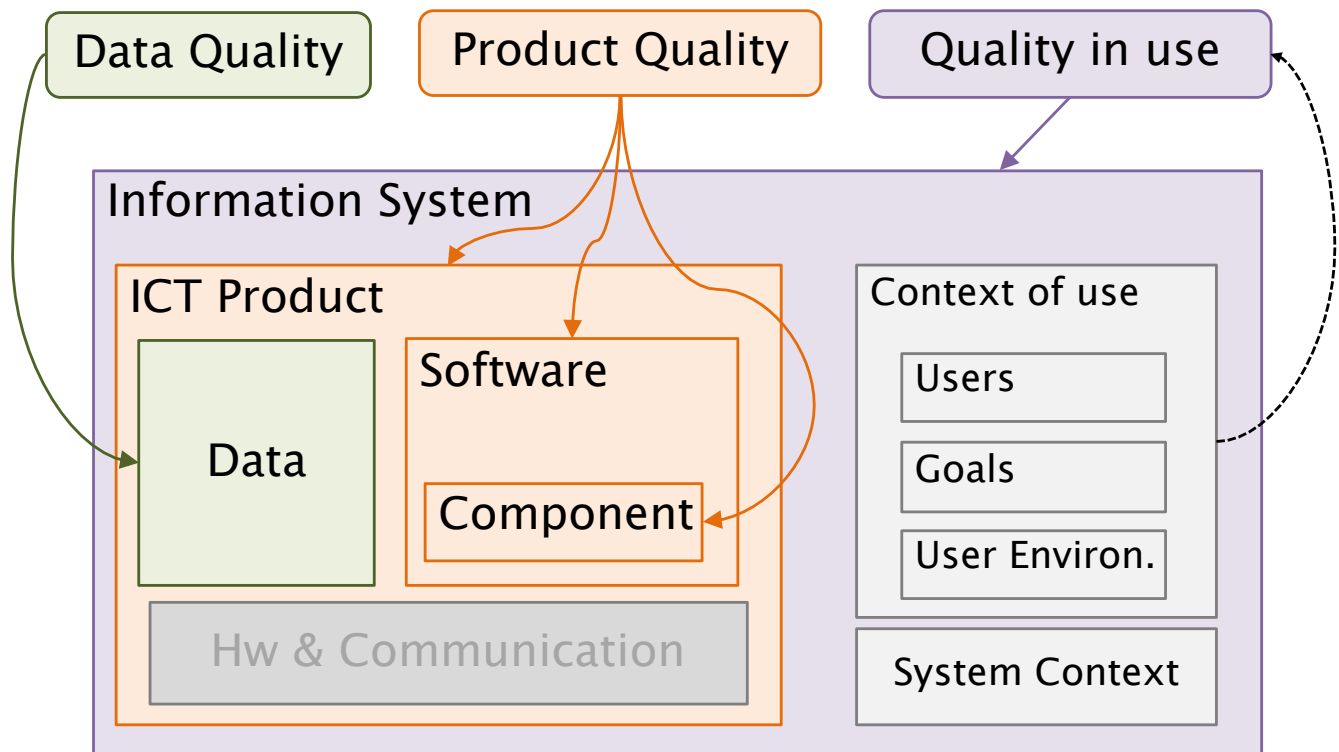 Data Quality
Product Quality
Quality in use
Information System
ICT Product
Context of use
Data
Software
Component
Users
Goals
User Environ.
Hw & Communication
System Context